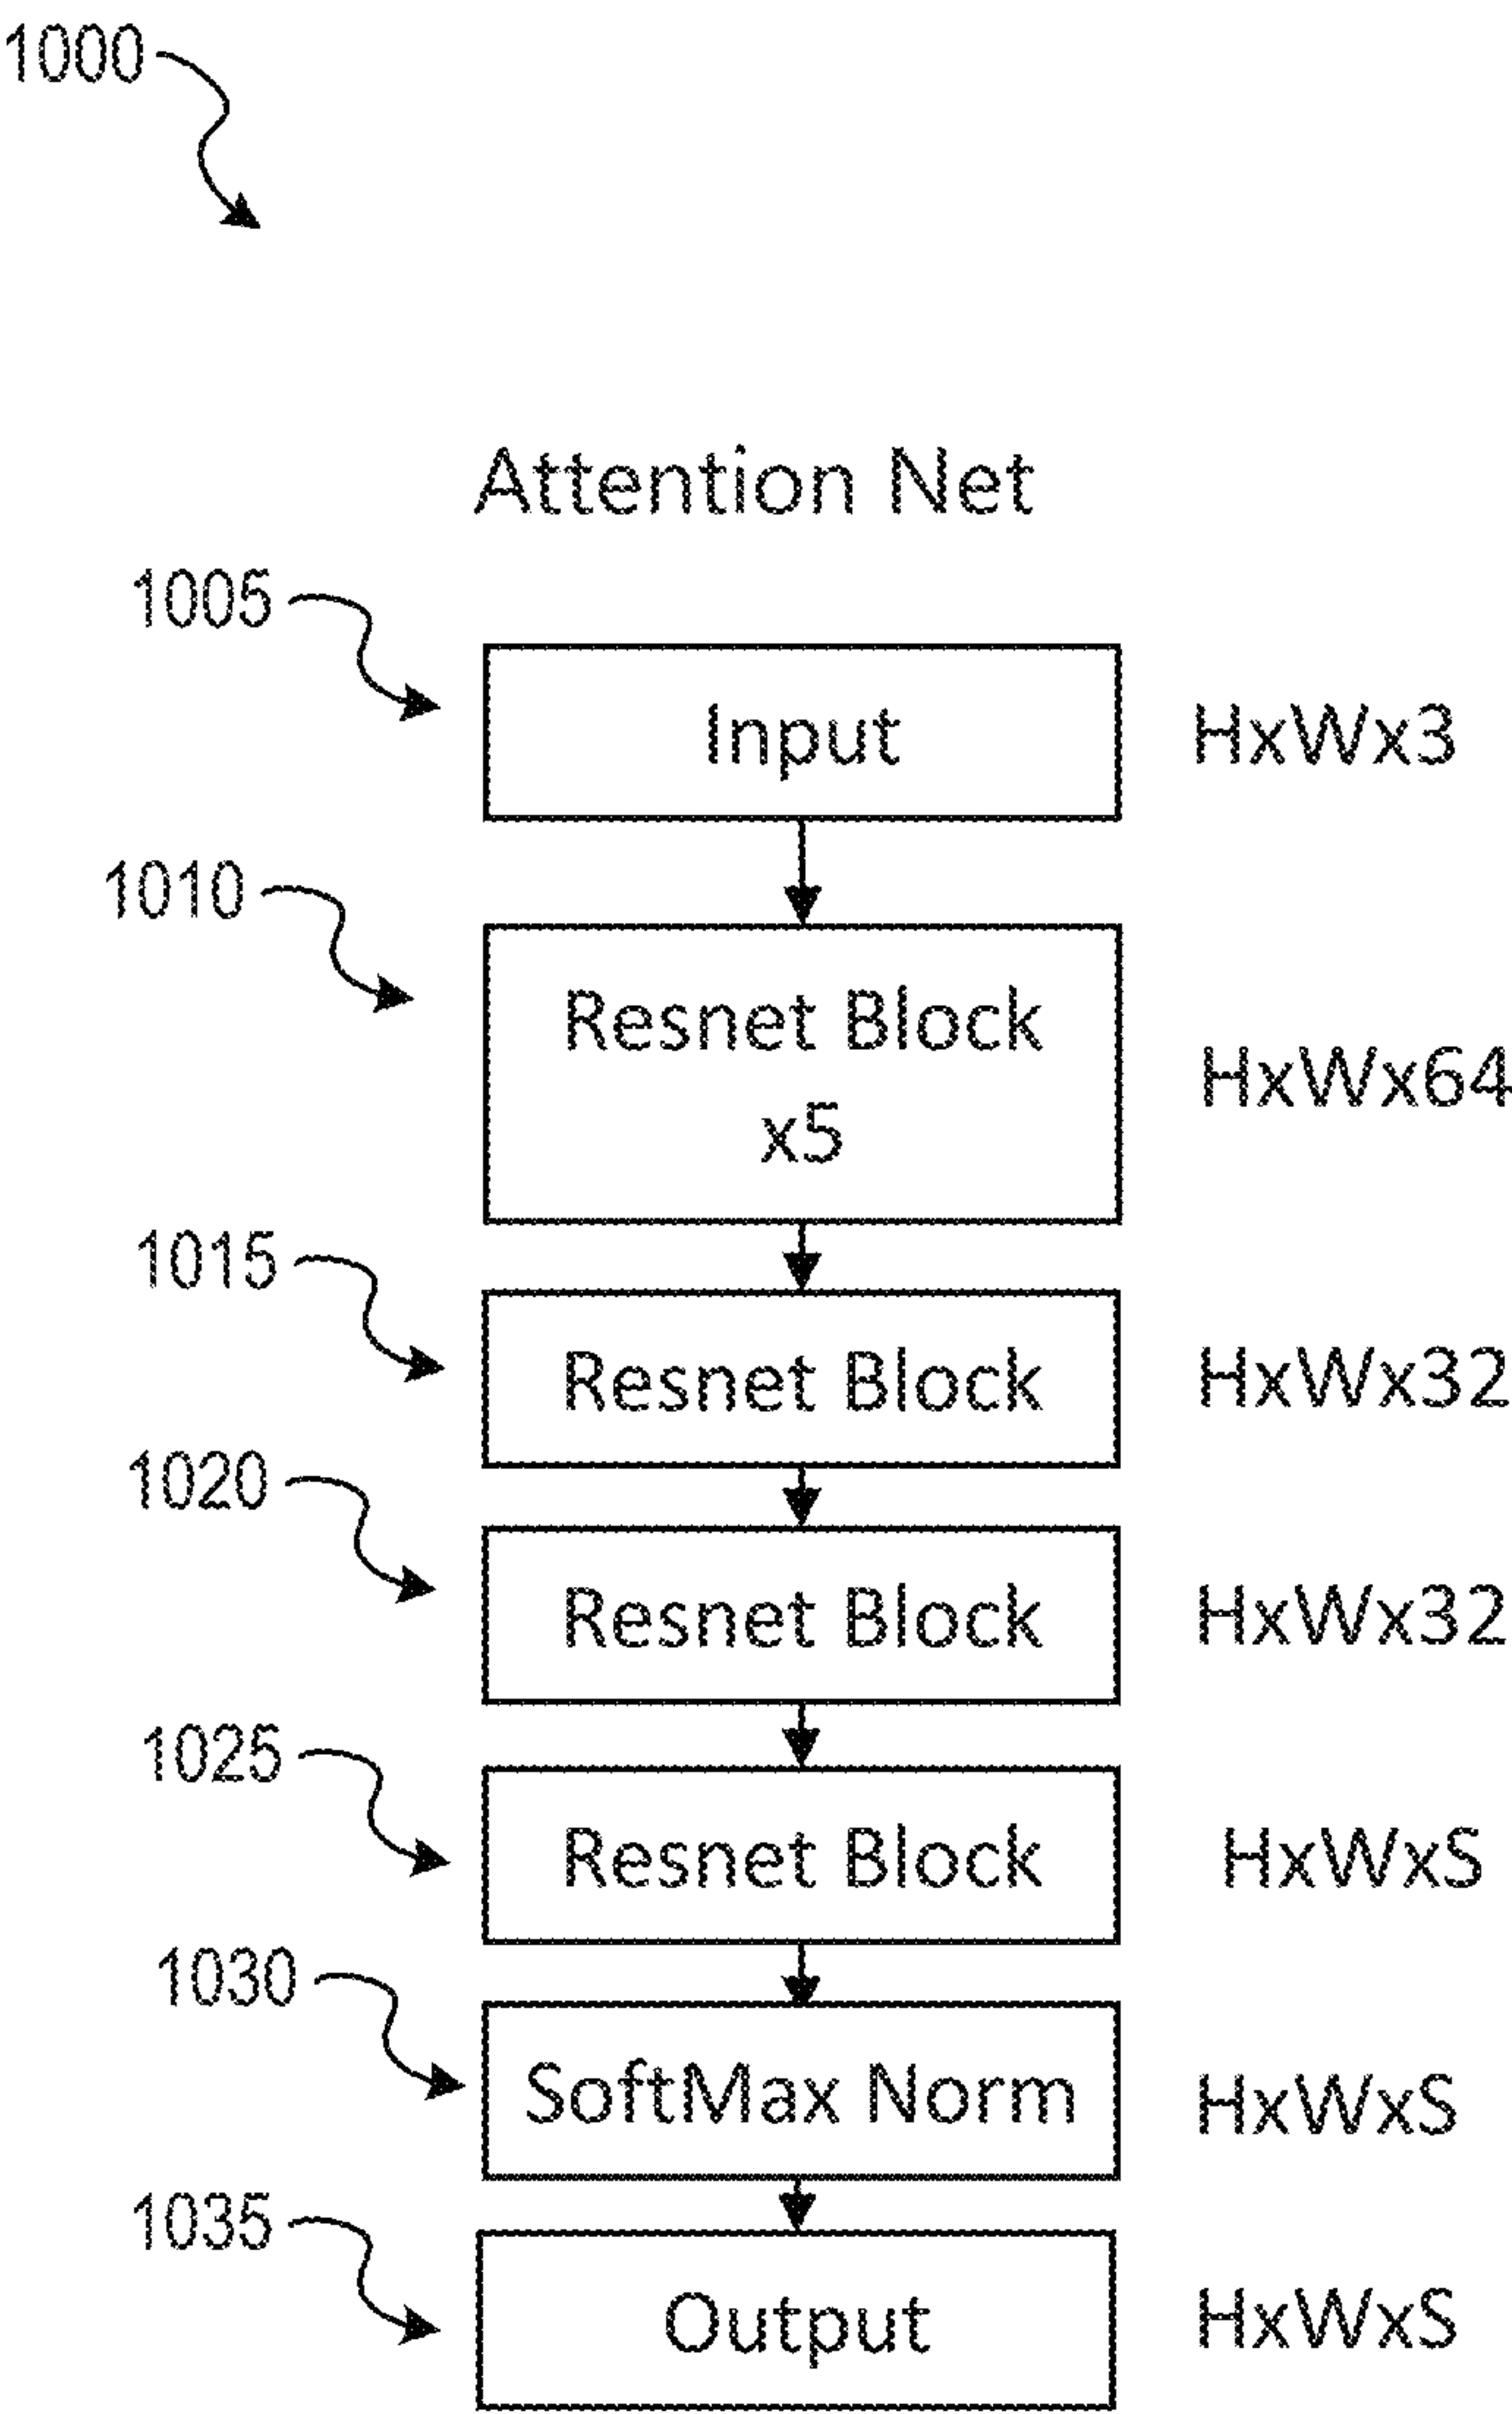 1000
Attention Net
1005
Input
HxWx3
1010
Resnet Block
x5
HxWx64
1015
Resnet Block
HxWx32
1020
Resnet Block
HxWx32
1025
Resnet Block
HxWxS
1030
SoftMax Norm
HxWxS
1035
Output
HxWxS